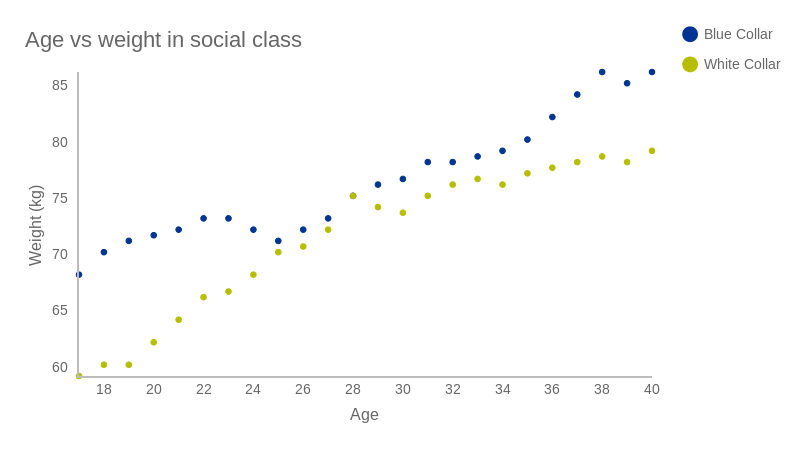 Age vs weight in social class
Blue Collar
White Collar
85
80
75
70
65
60
Weight (kg)
18 20 22 24 26 28 30 32 34 36 38 40
Age